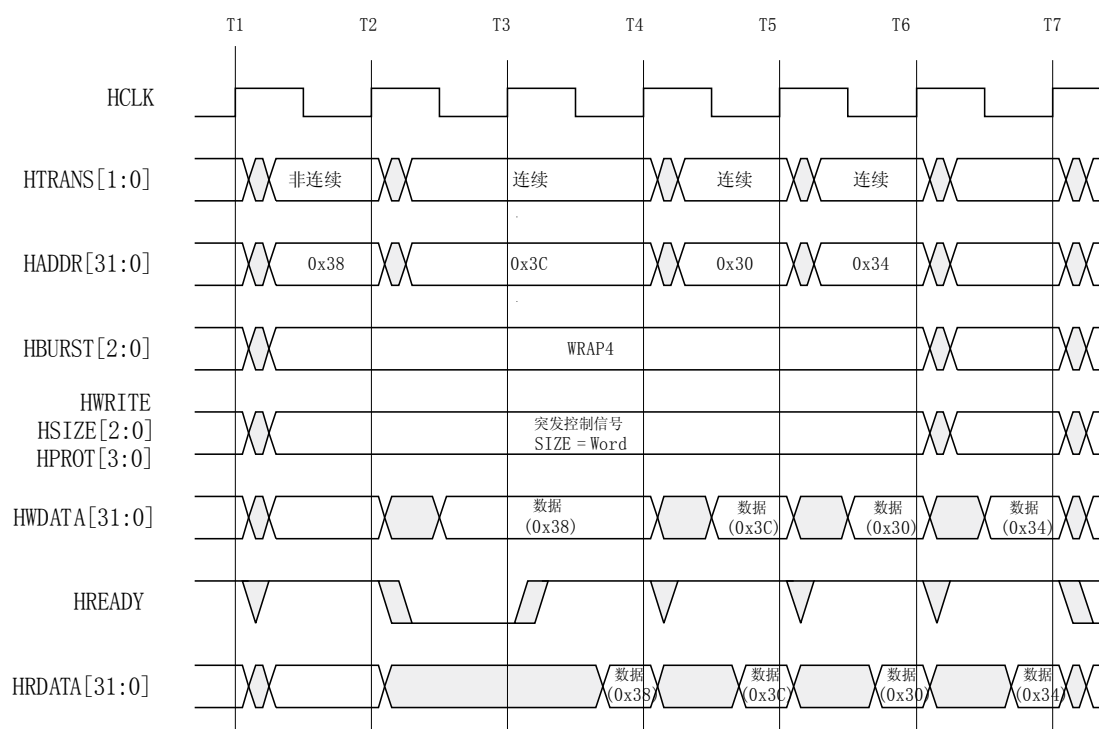 T1 T2 T3 T4 T5 T6 T7
HCLK
HTRANS[1:0] 非连续 连续 连续 连续
HADDR[31:0] 0x38 0x3C 0x30 0x34
HBURST[2:0] WRAP4
HWRITE
HSIZE[2:0]
HPROT[3:0]
突发控制信号
SIZE = Word
HWDATA[31:0]
数据 数据 数据 数据
(0x38) (0x3C) (0x30) (0x34)
HREADY
HRDATA[31:0]
数据 数据 数据 数据
(0x38) (0x3C) (0x30) (0x34)